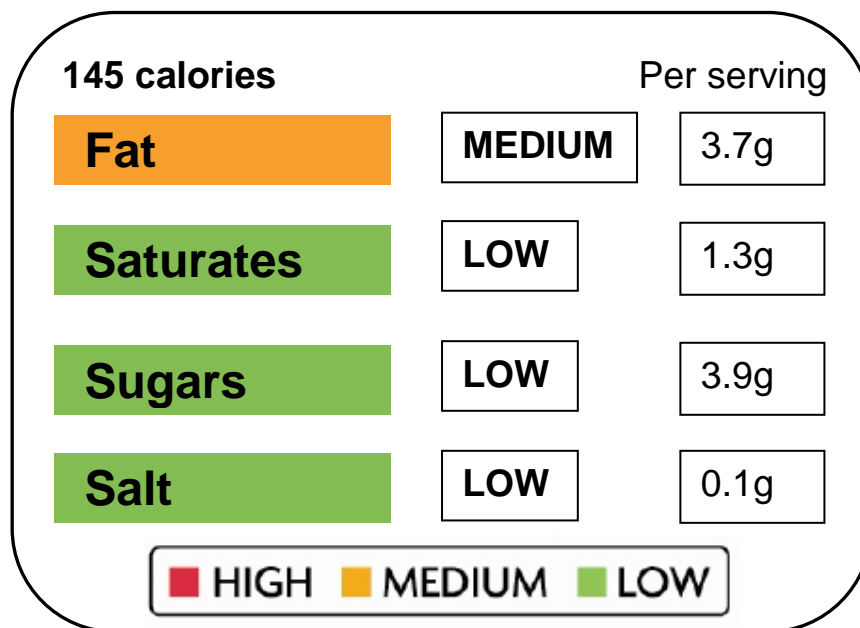 145 calories Per serving
Fat MEDIUM 3.7g
Saturates LOW 1.3g
Sugars LOW 3.9g
Salt LOW 0.1g
HIGH MEDIUM LOW